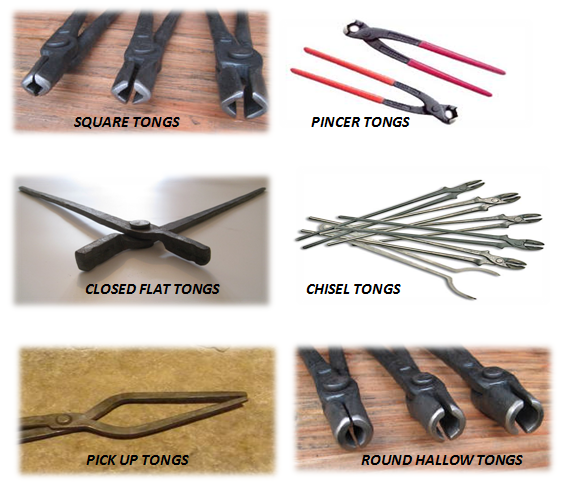 SQUARE TONGS
PINCER TONGS
CLOSED FLAT TONGS
CHISEL TONGS
PICK UP TONGS
ROUND HALLOW TONGS